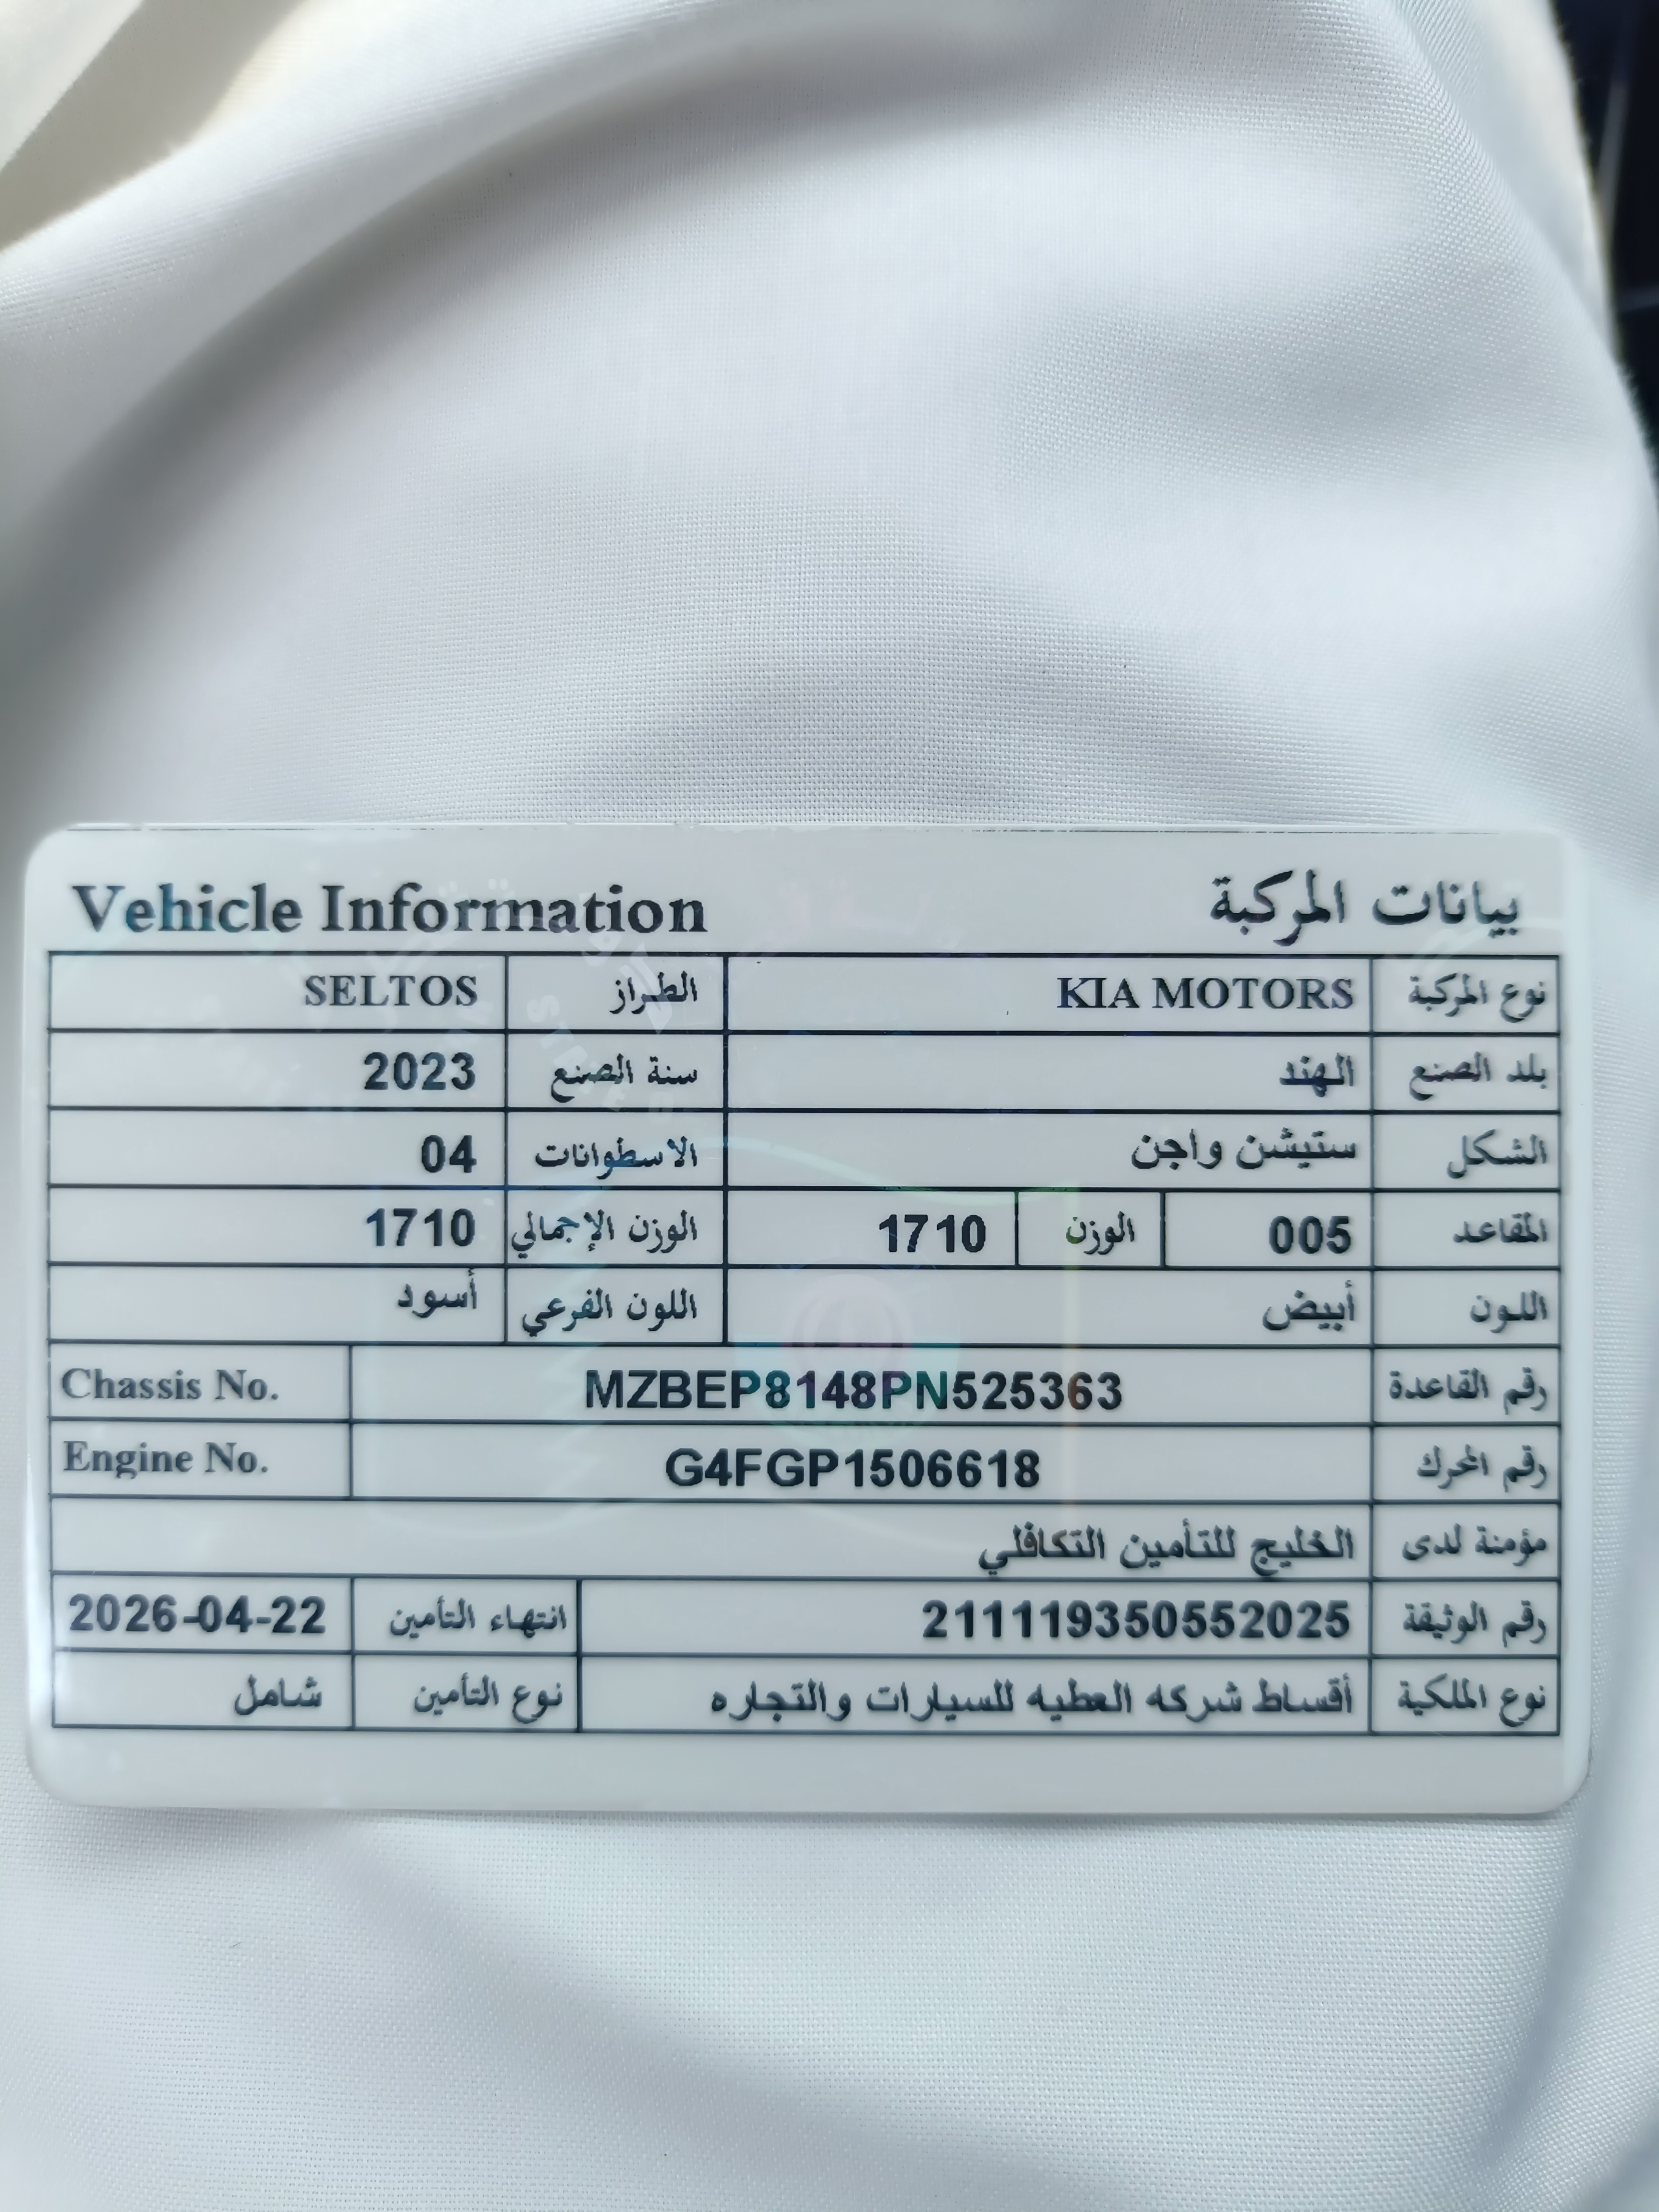 Vehicle Information بيانات المركبة
نوع المركبة KIA MOTORS الطراز SELTOS
بلد الصنع الهند سنة الصنع 2023
الشكل ستيشن واجن الاسطوانات 04
المقاعد 005 الوزن 1710 الوزن الإجمالي 1710
اللون أبيض اللون الفرعي أسود
رقم القاعدة MZBEP8148PN525363 Chassis No.
رقم المحرك G4FGP1506618 Engine No.
مؤمنة لدى الخليج للتأمين التكافلي
رقم الوثيقة 211119350552025 انتهاء التأمين 2026-04-22
نوع الملكية أقساط شركه العطيه للسيارات والتجاره نوع التأمين شامل